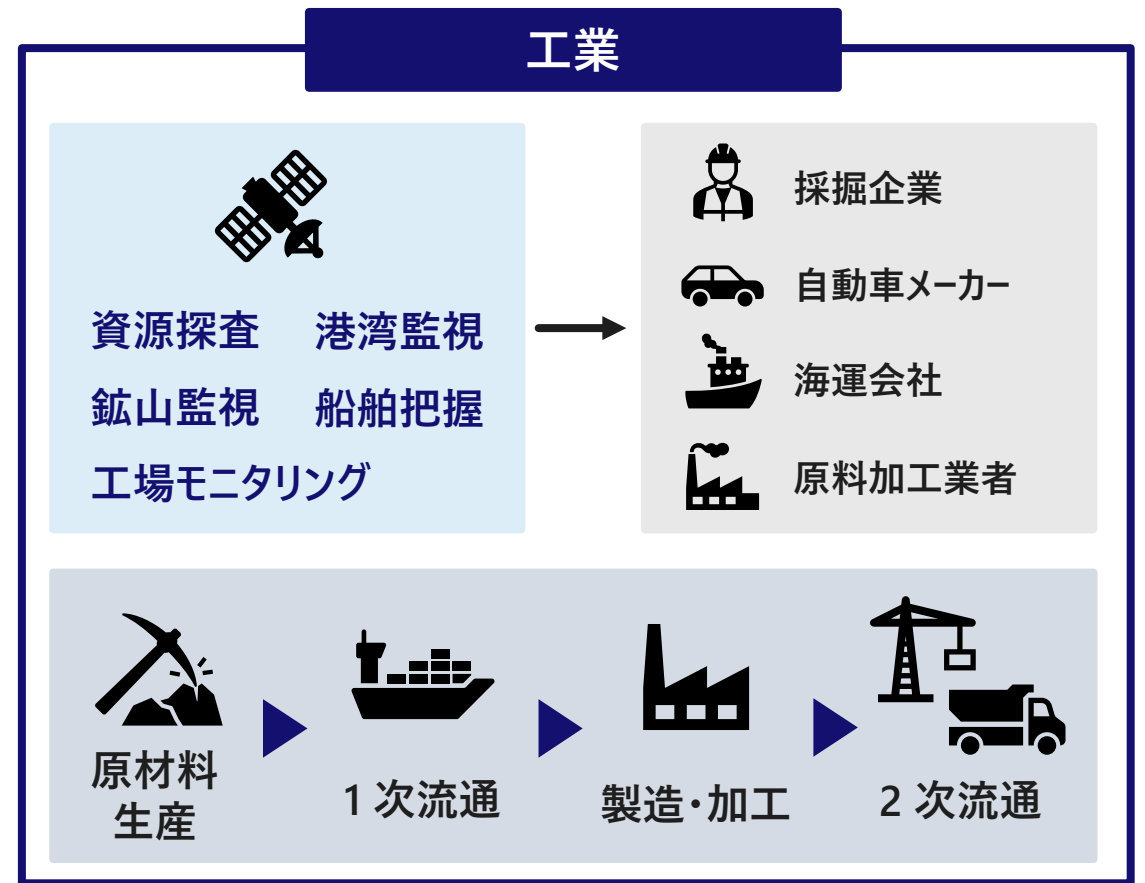 工業
資源探査 港湾監視
鉱山監視 船舶把握
工場モニタリング
採掘企業
自動車メーカー
海運会社
原料加工業者
原材料
生産
1次流通
製造・加工
2次流通